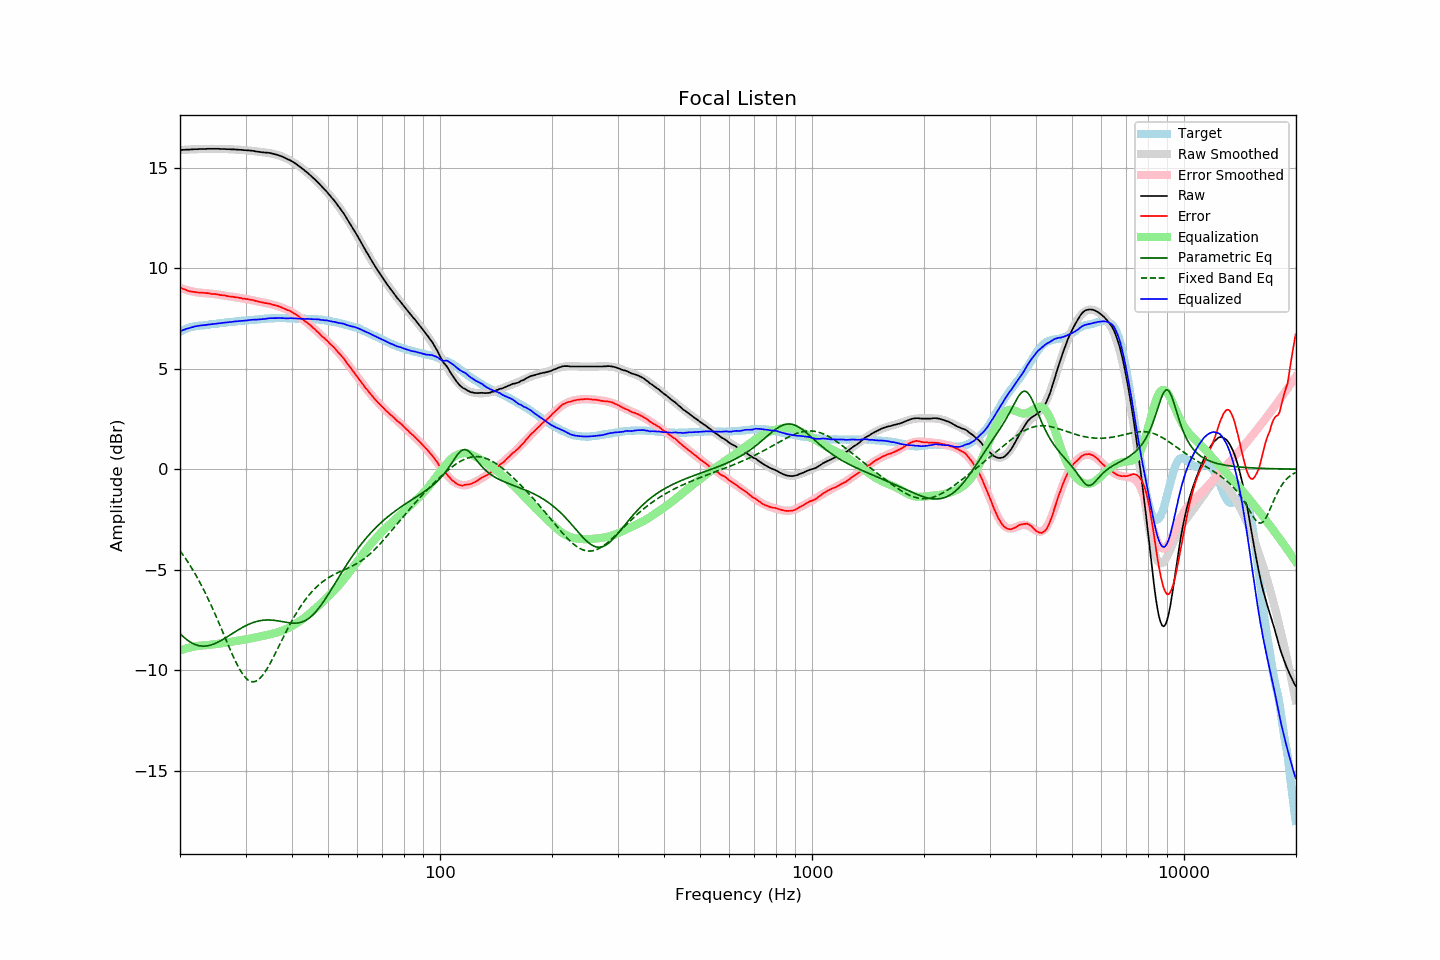 Focal Listen
Target
Raw Smoothed
Error Smoothed
Raw
Error
Equalization
Parametric Eq
Fixed Band Eq
Equalized
15
10
5
0
−5
−10
−15
Amplitude (dBr)
100
1000
10000
Frequency (Hz)